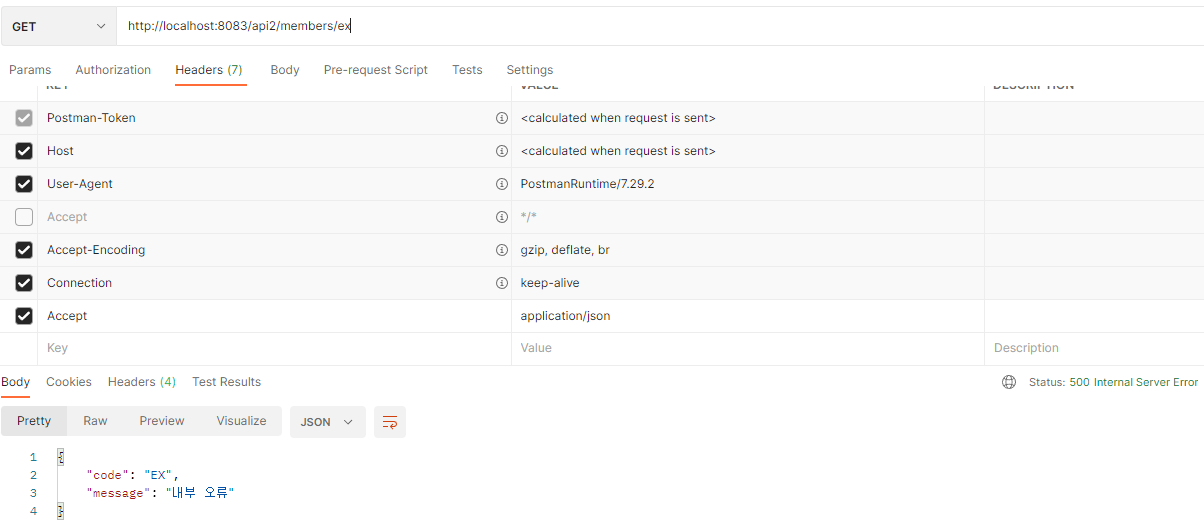 GET http://localhost:8083/api2/members/ex
Params Authorization Headers (7) Body Pre-request Script Tests Settings
KEY VALUE DESCRIPTION
Postman-Token <calculated when request is sent>
Host <calculated when request is sent>
User-Agent PostmanRuntime/7.29.2
Accept */*
Accept-Encoding gzip, deflate, br
Connection keep-alive
Accept application/json
Key Value Description
Body Cookies Headers (4) Test Results Status: 500 Internal Server Error
Pretty Raw Preview Visualize JSON
1 {
2 "code": "EX",
3 "message": "내부 오류"
4 }